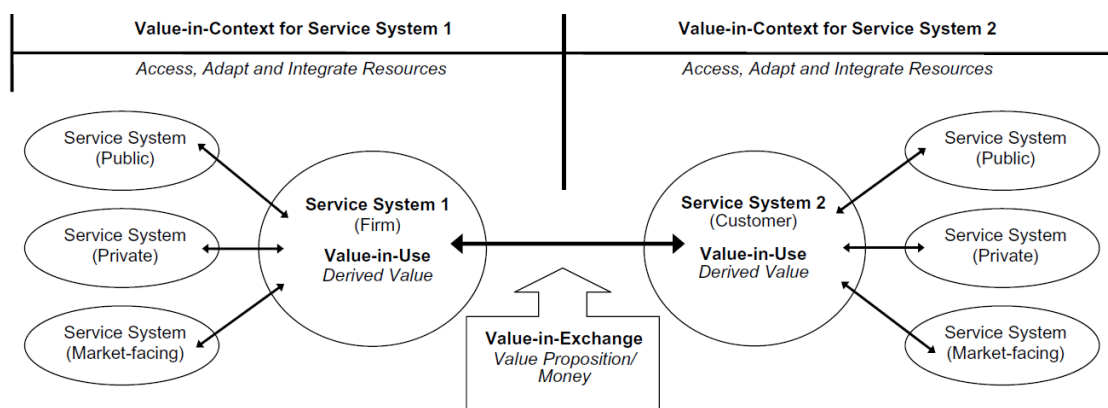 Value-in-Context for Service System 1
Value-in-Context for Service System 2
Access, Adapt and Integrate Resources
Access, Adapt and Integrate Resources
Service System
(Public)
Service System
(Private)
Service System
(Market-facing)
Service System 1
(Firm)
Value-in-Use
Derived Value
Value-in-Exchange
Value Proposition/
Money
Service System 2
(Customer)
Value-in-Use
Derived Value
Service System
(Public)
Service System
(Private)
Service System
(Market-facing)